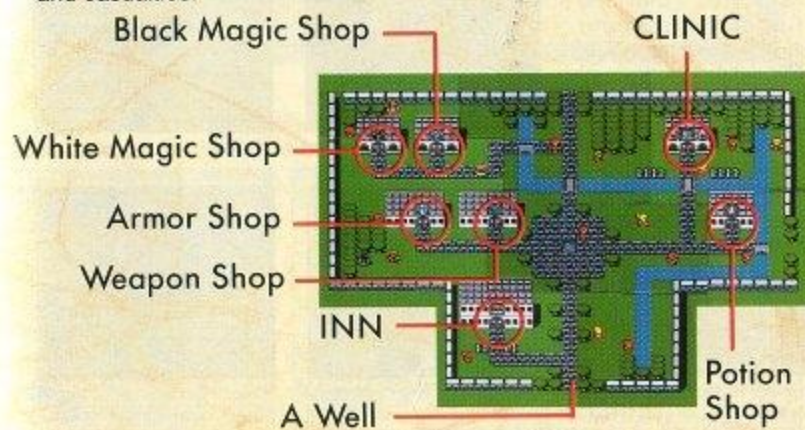 Black Magic Shop
CLINIC
White Magic Shop
Armor Shop
Weapon Shop
INN
Potion
Shop
A Well